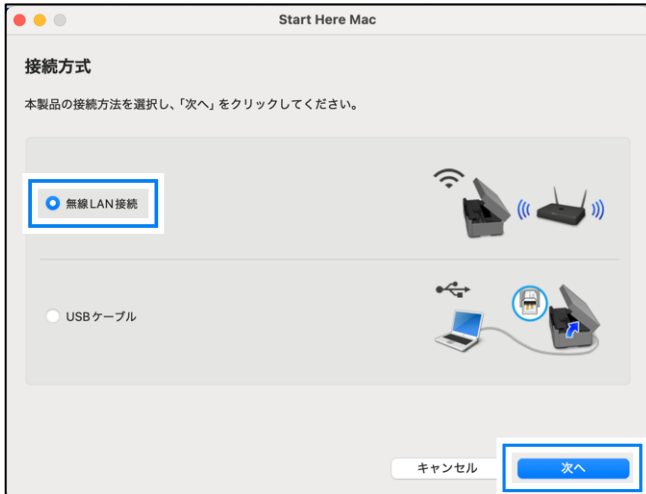 Start Here Mac
接続方式
本製品の接続方法を選択し、「次へ」をクリックしてください。
無線LAN接続
USBケーブル
キャンセル
次へ